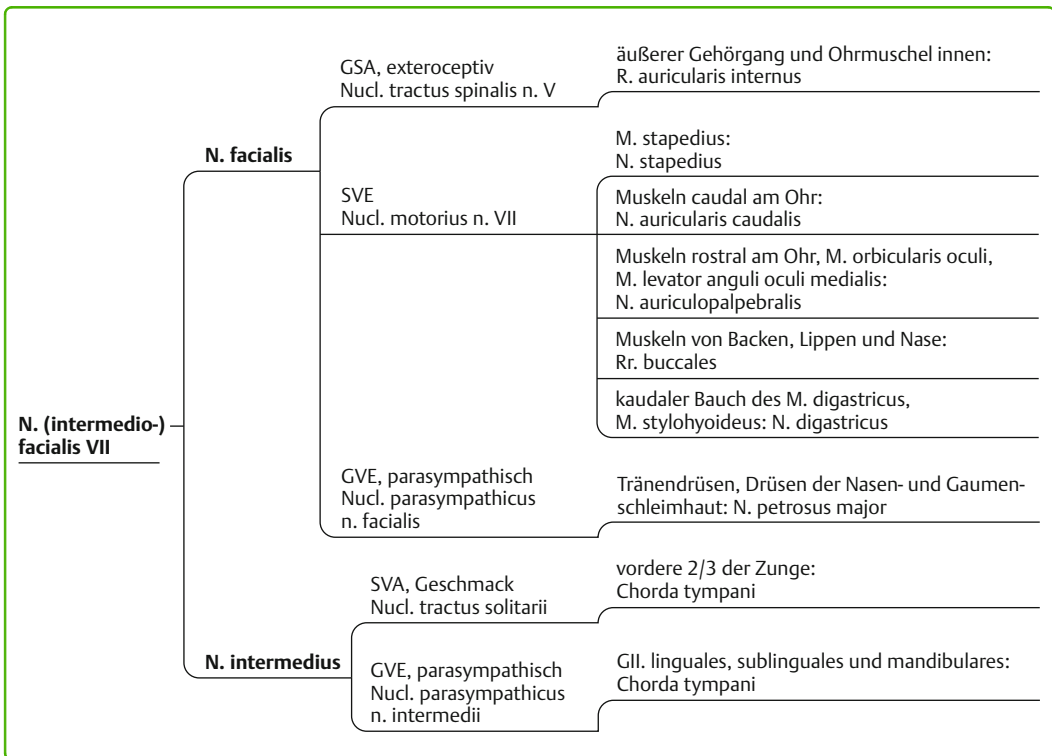 N. (intermedio-)
facialis VII
N. facialis
GSA, exteroceptiv
Nucl. tractus spinalis n. V
äußerer Gehörgang und Ohrmuschel innen:
R. auricularis internus
SVE
Nucl. motorius n. VII
M. stapedius:
N. stapedius
Muskeln caudal am Ohr:
N. auricularis caudalis
Muskeln rostral am Ohr, M. orbicularis oculi,
M. levator anguli oculi medialis:
N. auriculopalpebralis
Muskeln von Backen, Lippen und Nase:
Rr. buccales
kaudaler Bauch des M. digastricus,
M. stylohyoideus: N. digastricus
GVE, parasympathisch
Nucl. parasympathicus
n. facialis
Tränendrüsen, Drüsen der Nasen- und Gaumen-
schleimhaut: N. petrosus major
N. intermedius
SVA, Geschmack
Nucl. tractus solitarii
vordere 2/3 der Zunge:
Chorda tympani
GVE, parasympathisch
Nucl. parasympathicus
n. intermedii
GII. linguales, sublinguales und mandibulares:
Chorda tympani